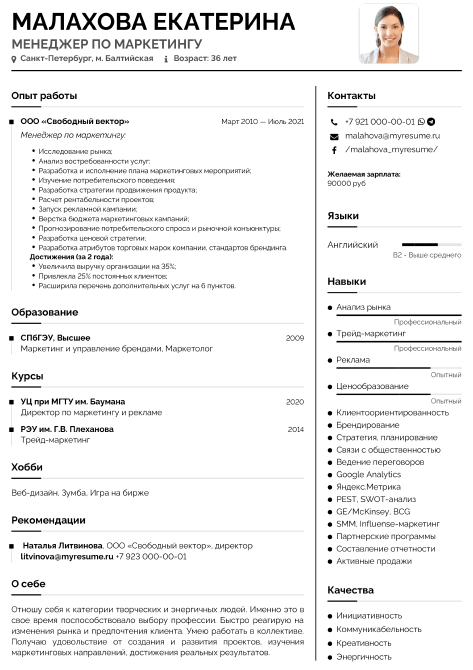 МАЛАХОВА ЕКАТЕРИНА
МЕНЕДЖЕР ПО МАРКЕТИНГУ
Санкт-Петербург, м. Балтийская Возраст: 36 лет
Опыт работы
ООО «Свободный вектор» Март 2010 — Июль 2021
Менеджер по маркетингу:
Исследование рынка;
Анализ востребованности услуг;
Разработка и исполнение плана маркетинговых мероприятий;
Изучение потребительского поведения;
Разработка стратегии продвижения продукта;
Расчет рентабельности проектов;
Запуск рекламной кампании;
Верстка бюджета маркетинговых кампаний;
Прогнозирование потребительского спроса и рыночной конъюнктуры;
Разработка ценовой стратегии;
Разработка атрибутов торговых марок компании, стандартов брендинга.
Достижения (за 2 года):
Увеличила выручку организации на 35%;
Привлекла 25% постоянных клиентов;
Расширила перечень дополнительных услуг на 6 пунктов.
Образование
СПбГЭУ, Высшее 2009
Маркетинг и управление брендами, Маркетолог
Курсы
УЦ при МГТУ им. Баумана 2020
Директор по маркетингу и рекламе
РЭУ им. Г.В. Плеханова 2014
Трейд-маркетинг
Хобби
Веб-дизайн, Зумба, Игра на бирже
Рекомендации
Наталья Литвинова, ООО «Свободный вектор», директор
litvinova@myresume.ru +7 923 000-00-01
О себе
Отношу себя к категории творческих и энергичных людей. Именно это в
свое время поспособствовало выбору профессии. Быстро реагирую на
изменения рынка и предпочтения клиента. Умею работать в коллективе.
Получаю удовольствие от создания и развития проектов, изучения
маркетинговых направлений, достижения реальных результатов.
Контакты
+7 921 000-00-01
malahova@myresume.ru
/malahova_myresume/
Желаемая зарплата:
90000 руб
Языки
Английский
B2 - Выше среднего
Навыки
Анализ рынка
Профессиональный
Трейд-маркетинг
Профессиональный
Реклама
Опытный
Ценообразование
Опытный
Клиентоориентированность
Брендирование
Стратегия, планирование
Связи с общественностью
Ведение переговоров
Google Analytics
Яндекс.Метрика
PEST, SWOT-анализ
GE/McKinsey, BCG
SMM, Influense-маркетинг
Партнерские программы
Составление отчетности
Активные продажи
Качества
Инициативность
Коммуникабельность
Креативность
Энергичность